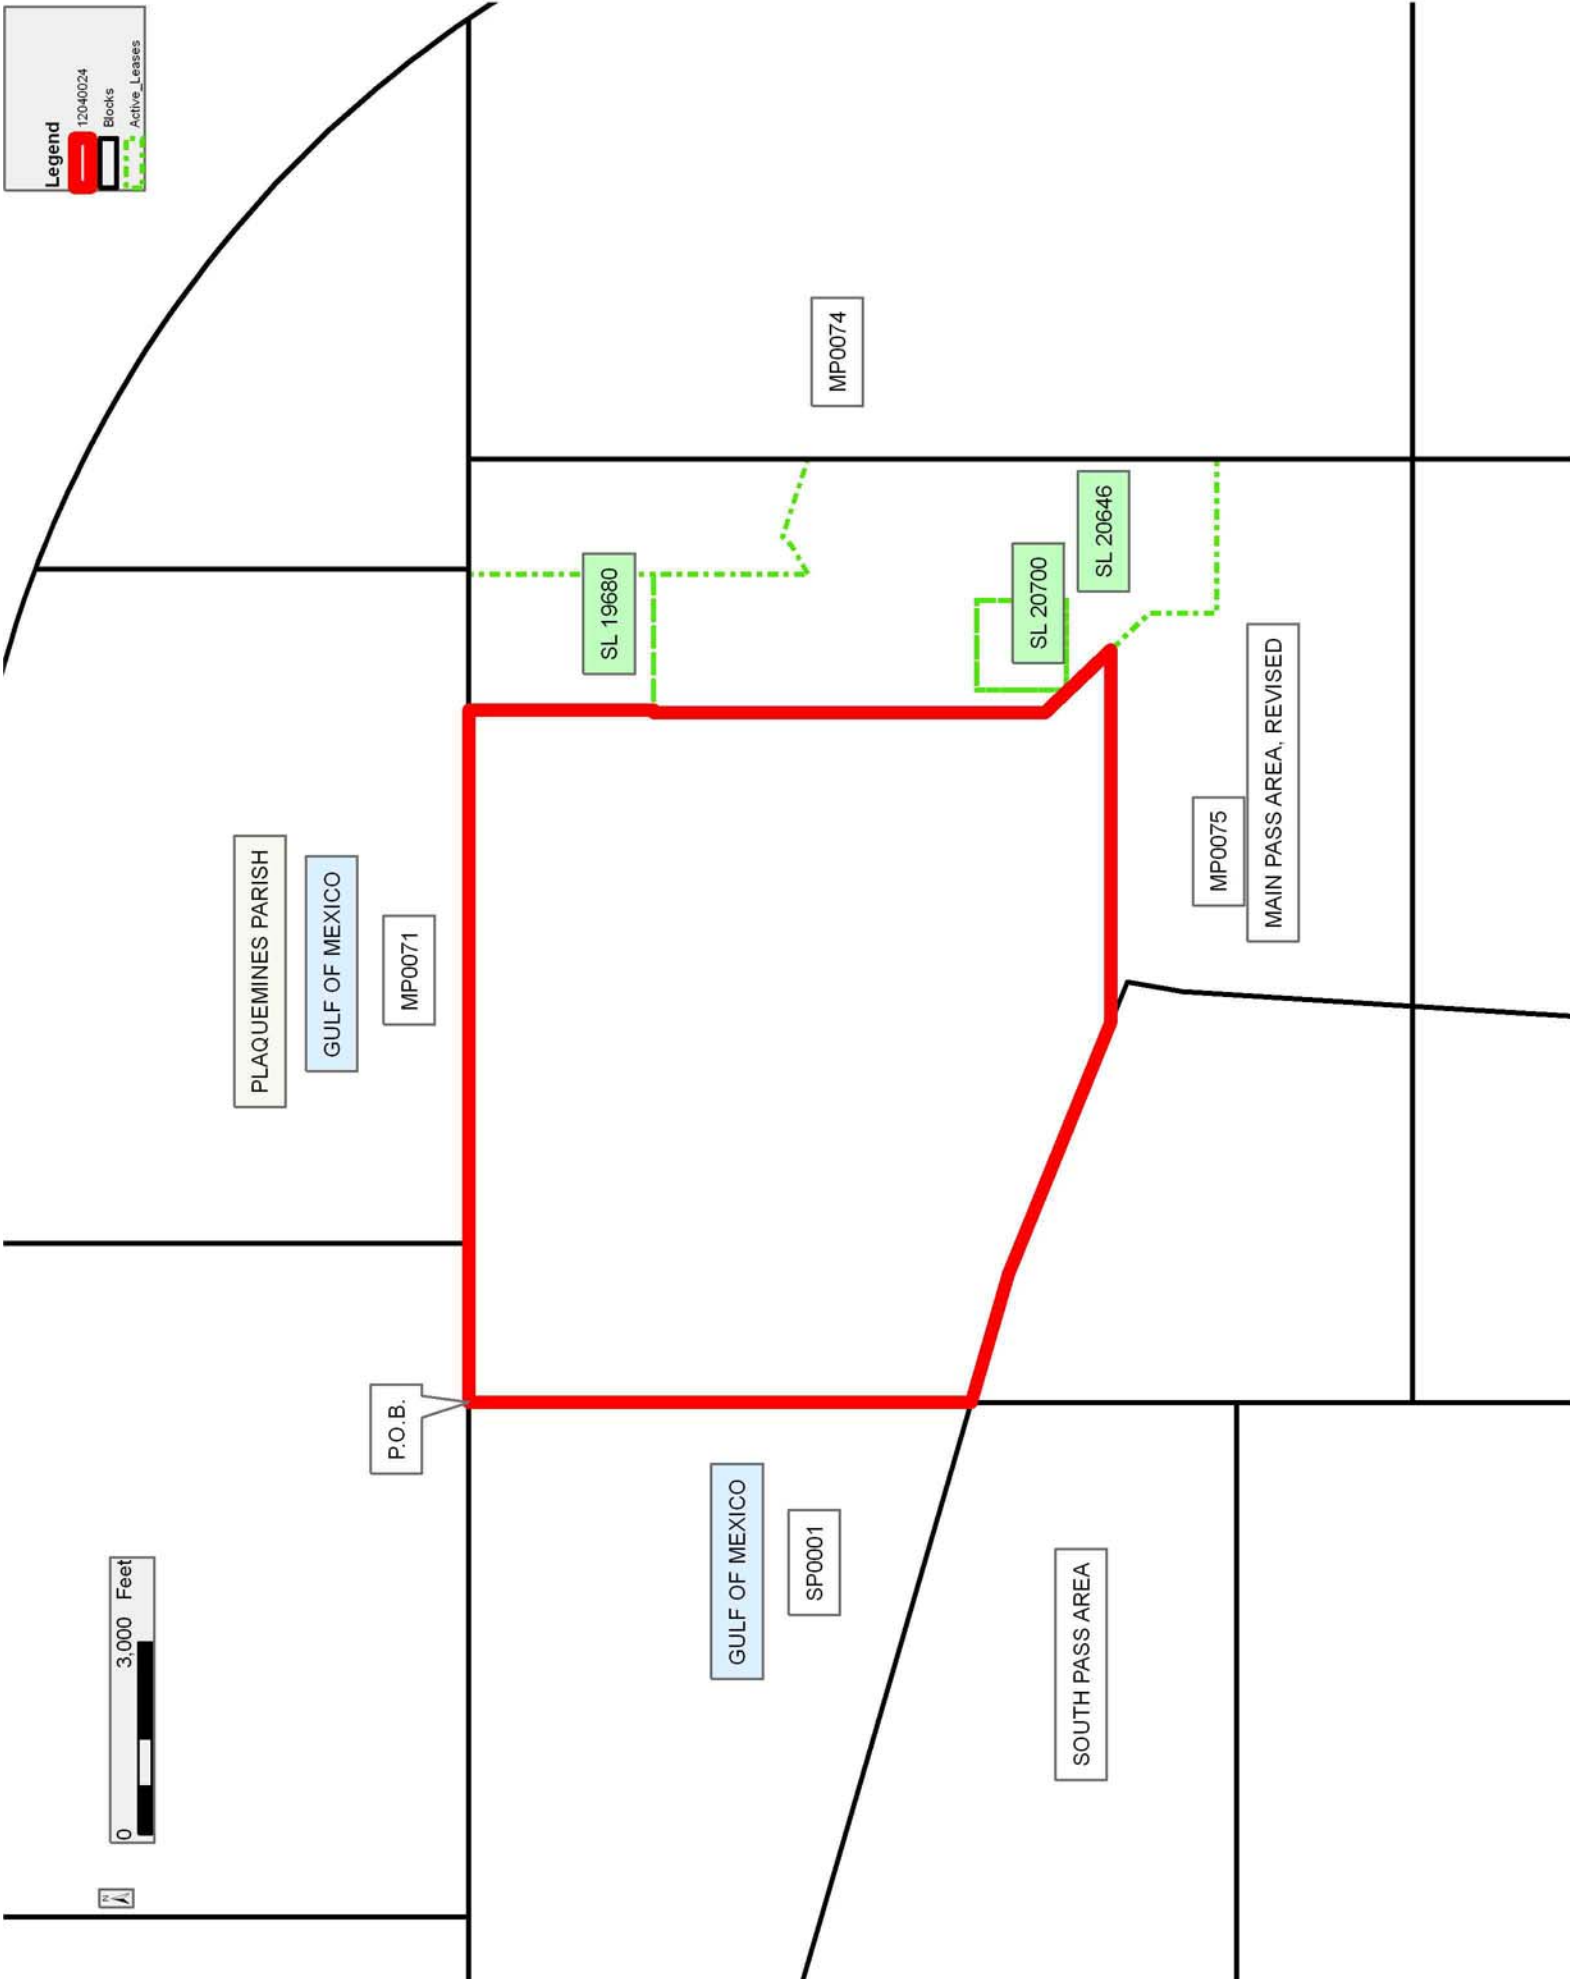 N
0 3,000 Feet
P.O.B.
PLAQUEMINES PARISH
GULF OF MEXICO
MP0071
Legend
12040024
Blocks
Active_Leases
GULF OF MEXICO
SP0001
SOUTH PASS AREA
SL 19680
MP0074
SL 20700
SL 20646
MP0075
MAIN PASS AREA, REVISED